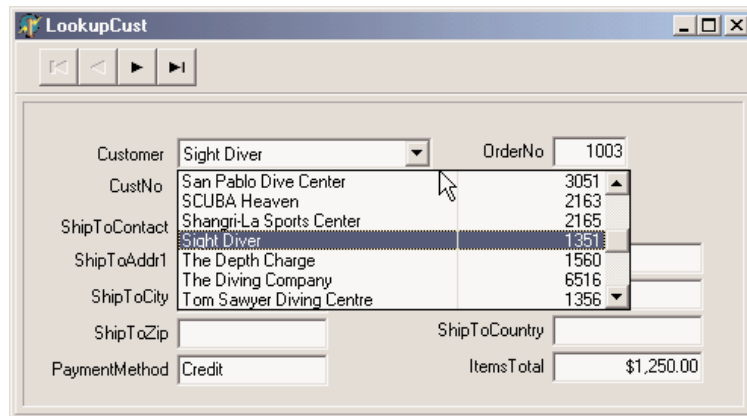 LookupCust
Customer Sight Diver OrderNo 1003
CustNo
San Pablo Dive Center 3051
SCUBA Heaven 2163
ShipToContact
Shangri-La Sports Center 2165
Sight Diver 1351
ShipToAddr1
The Depth Charge 1560
The Diving Company 6516
ShipToCity
Tom Sawyer Diving Centre 1356
ShipToZip ShipToCountry
PaymentMethod Credit ItemsTotal $1,250.00